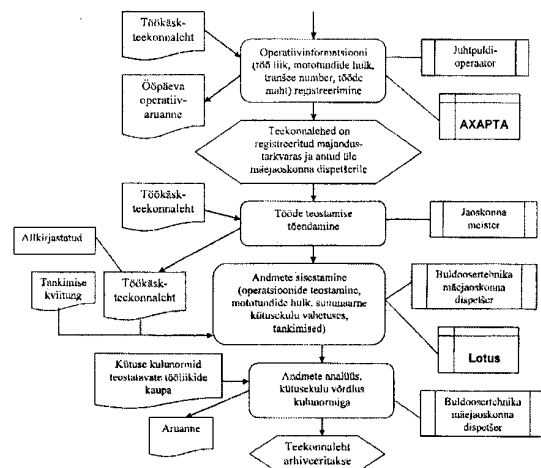 Töökäsk-
teekonnaleht
Operatiivinformatsiooni
(töö liik, mototundide hulk,
tranšee number, tööde
maht) registreerimine
Juhtpuldi-
operaator
Ööpäeva
operatiiv-
aruanne
AXAPTA
Teekonnalehed on
registreeritud majandus-
tarkvaras ja antud üle
mäejaoskonna dispetšerile
Töökäsk-
teekonnaleht
Tööde teostamise
tõendamine
Jaoskonna
meister
Allkirjastatud
Tankimise
kviitung
Töökäsk-
teekonnaleht
Andmete sisestamine
(operatsioonide teostamine,
mototundide hulk, summaarne
kütusekulu vahetuses,
tankimised)
Buldoosertehnika
mäejaoskonna
dispetšer
Lotus
Kütuse kulunormid
teostatavate tööliikide
kaupa
Andmete analüüs,
kütusekulu võrdlus
kulunormiga
Buldoosertehnika
mäejaoskonna
dispetšer
Aruanne
Teekonnaleht
arhiveeritakse